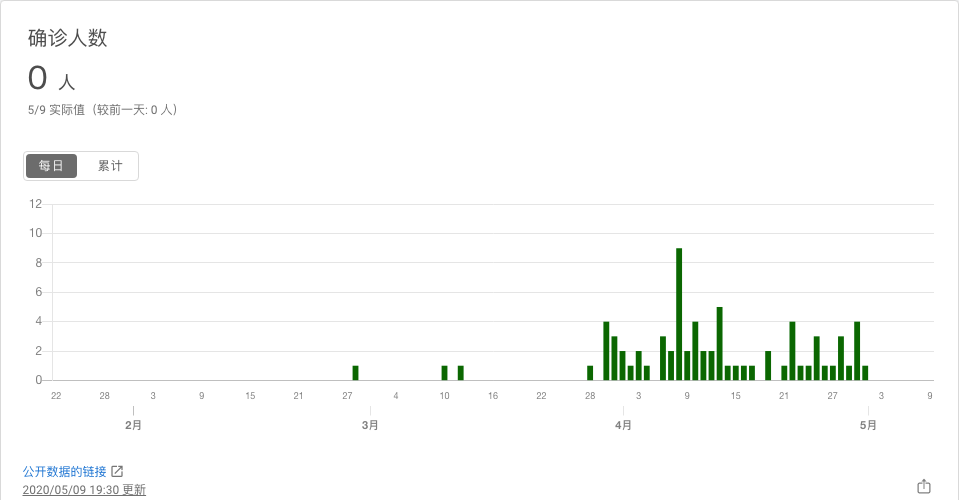 确诊人数
0 人
5/9 实际值（较前一天: 0 人）
每日 累计
12
10
8
6
4
2
0
22 28 3 9 15 21 27 4 10 16 22 28 3 9 15 21 27 3 9
2月 3月 4月 5月
公开数据的链接
2020/05/09 19:30 更新